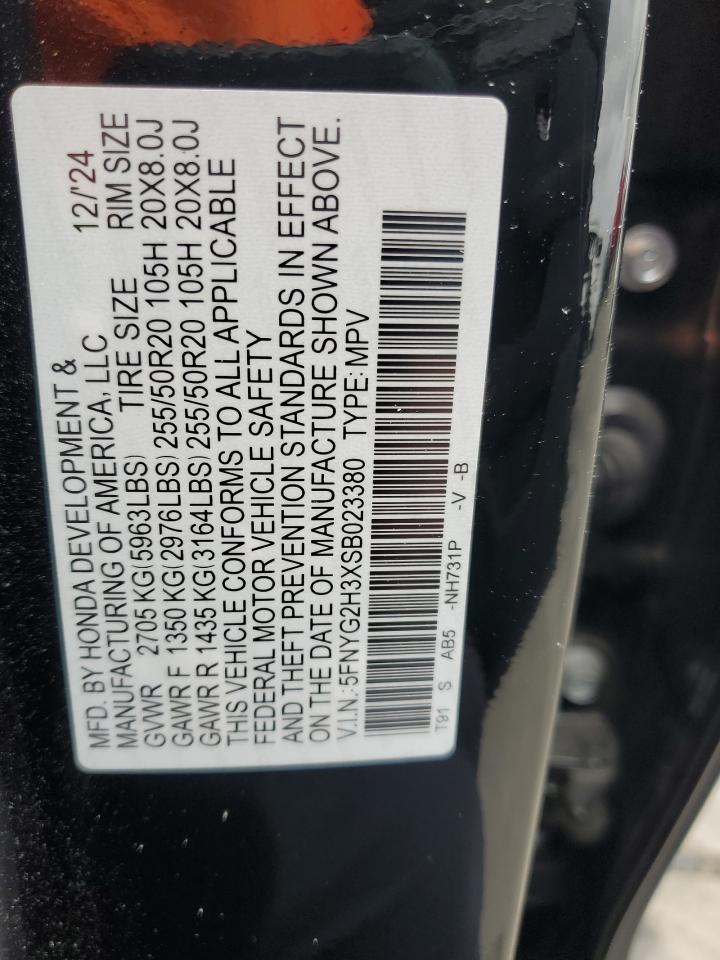 MFD. BY HONDA DEVELOPMENT &
MANUFACTURING OF AMERICA, LLC 12/'24
GVWR 2705 KG(5963LBS) TIRE SIZE RIM SIZE
GAWR F 1350 KG(2976LBS) 255/50R20 105H 20X8.0J
GAWR R 1435 KG(3164LBS) 255/50R20 105H 20X8.0J
THIS VEHICLE CONFORMS TO ALL APPLICABLE
FEDERAL MOTOR VEHICLE SAFETY
AND THEFT PREVENTION STANDARDS IN EFFECT
ON THE DATE OF MANUFACTURE SHOWN ABOVE.
V.I.N.:5FNYG2H3XSB023380 TYPE: MPV
T91 S AB5 -NH731P -V -B